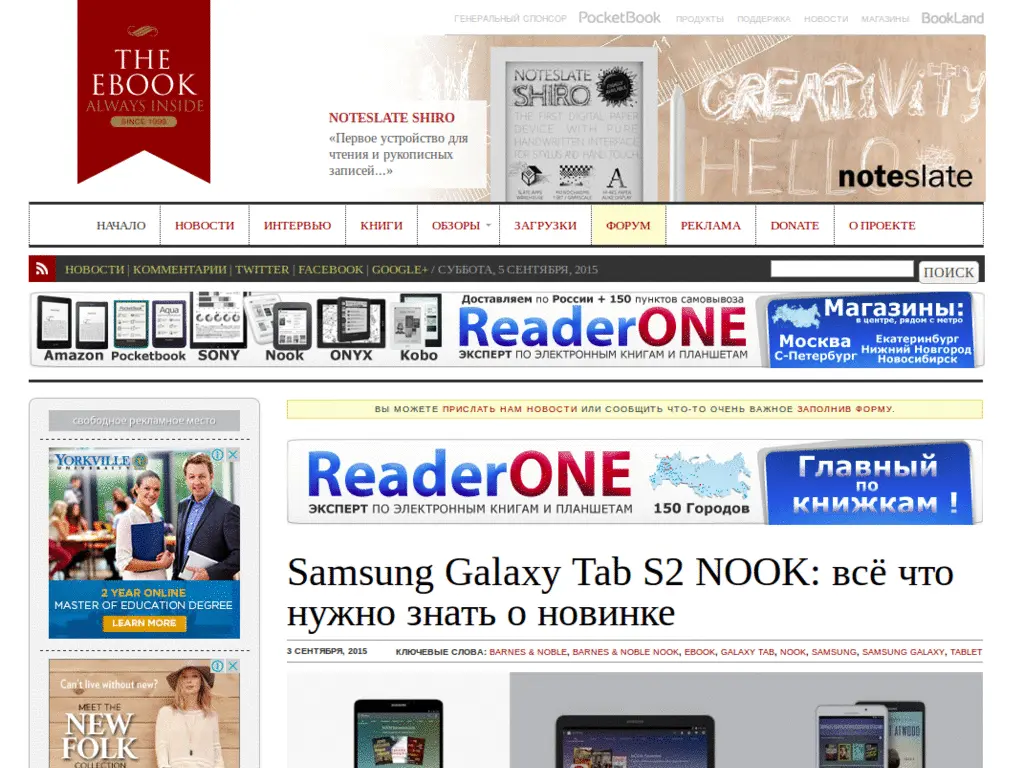 ГЕНЕРАЛЬНЫЙ СПОНСОР PocketBook ПРОДУКТЫ ПОДДЕРЖКА НОВОСТИ МАГАЗИНЫ BookLand
THE
EBOOK
ALWAYS INSIDE
SINCE 1999
NOTESLATE SHIRO
«Первое устройство для
чтения и рукописных
записей...»
NOTESLATE
SHIRO
THE FIRST DIGITAL PAPER
DEVICE WITH PURE
HANDWRITTEN INTERFACE
FOR STYLUS AND HAND TOUCH.
CREATIVITY
HELLO
noteslate
НАЧАЛО НОВОСТИ ИНТЕРВЬЮ КНИГИ ОБЗОРЫ ЗАГРУЗКИ ФОРУМ РЕКЛАМА DONATE О ПРОЕКТЕ
НОВОСТИ | КОММЕНТАРИИ | TWITTER | FACEBOOK | GOOGLE+ / СУББОТА, 5 СЕНТЯБРЯ, 2015 ПОИСК
Amazon Pocketbook SONY Nook ONYX Kobo
Доставляем по России + 150 пунктов самовывоза
ReaderONE
ЭКСПЕРТ ПО ЭЛЕКТРОННЫМ КНИГАМ И ПЛАНШЕТАМ
Магазины:
в центре, рядом с метро
Москва
С-Петербург
Екатеринбург
Нижний Новгород
Новосибирск
свободное рекламное место
YORKVILLE
UNIVERSITY
2 YEAR ONLINE
MASTER OF EDUCATION DEGREE
LEARN MORE
Can't live without new?
MEET THE
NEW
FOLK
COLLECTION
ВЫ МОЖЕТЕ ПРИСЛАТЬ НАМ НОВОСТИ ИЛИ СООБЩИТЬ ЧТО-ТО ОЧЕНЬ ВАЖНОЕ ЗАПОЛНИВ ФОРМУ.
ReaderONE
ЭКСПЕРТ ПО ЭЛЕКТРОННЫМ КНИГАМ И ПЛАНШЕТАМ
150 Городов
Главный
по
книжкам !
Samsung Galaxy Tab S2 NOOK: всё что
нужно знать о новинке
3 СЕНТЯБРЯ, 2015 КЛЮЧЕВЫЕ СЛОВА: BARNES & NOBLE, BARNES & NOBLE NOOK, EBOOK, GALAXY TAB, NOOK, SAMSUNG, SAMSUNG GALAXY, TABLET